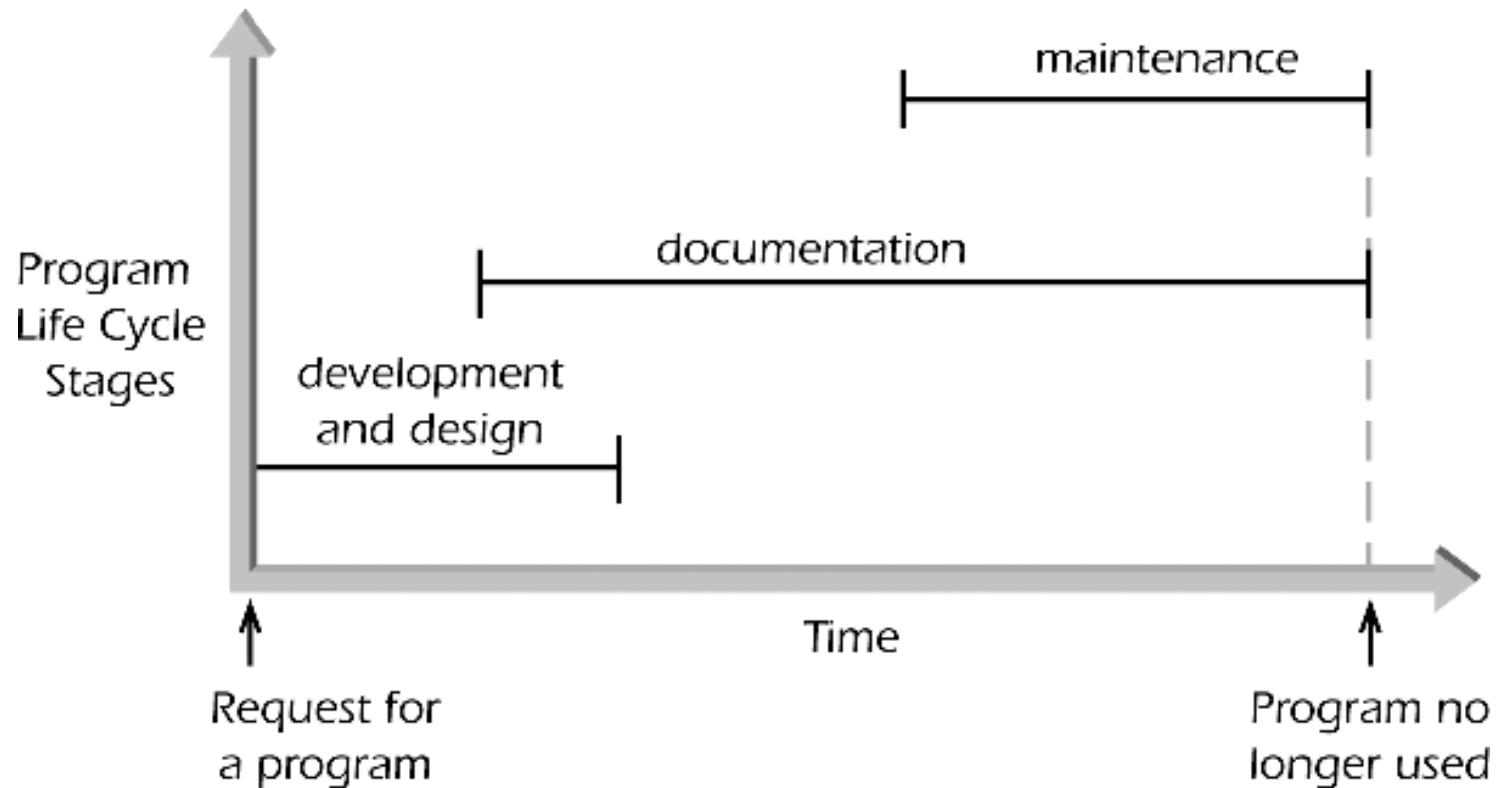 maintenance
documentation
Program
Life Cycle
Stages
development
and design
Time
Request for
a program
Program no
longer used